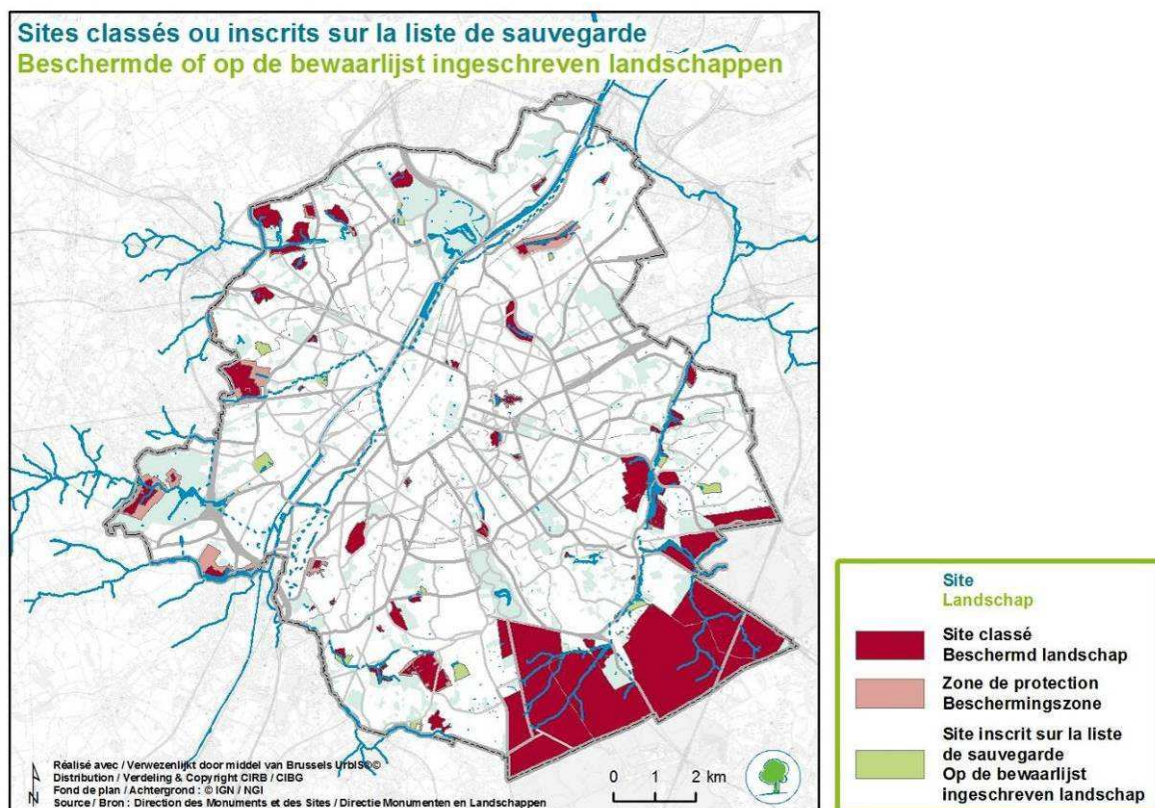 Sites classés ou inscrits sur la liste de sauvegarde
Beschermde of op de bewaarlijst ingeschreven landschappen
N
Réalisé avec / Verwezenlijkt door middel van Brussels UrbIS©©
Distribution / Verdeling & Copyright CIRB / CIBG
Fond de plan / Achtergrond : © IGN / NGI
Source / Bron : Direction des Monuments et des Sites / Directie Monumenten en Landschappen
0 1 2 km
Site
Landschap
Site classé
Beschermd landschap
Zone de protection
Beschermingszone
Site inscrit sur la liste
de sauvegarde
Op de bewaarlijst
ingeschreven landschap